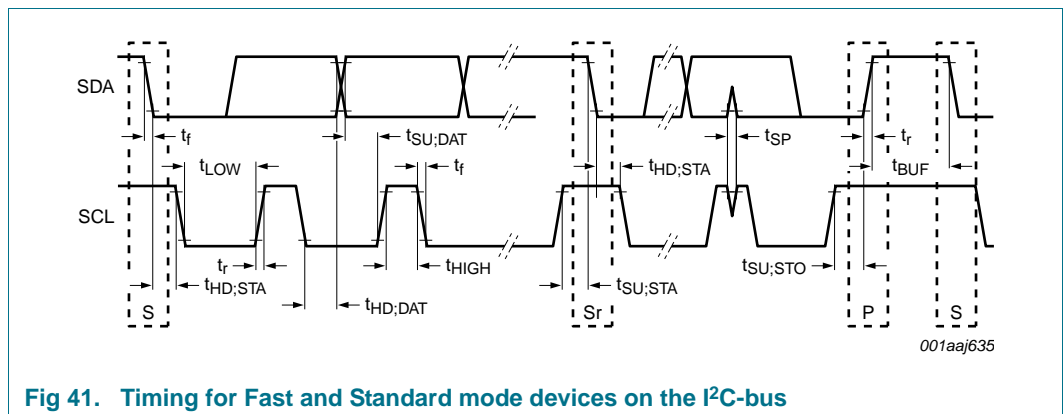 SDA
t_f
t_SU;DAT
t_SP
t_r
t_LOW
t_f
t_HD;STA
t_BUF
SCL
t_r
t_HIGH
t_SU;STO
t_HD;STA
t_HD;DAT
t_SU;STA
S
Sr
P
S
001aaj635
Fig 41. Timing for Fast and Standard mode devices on the I²C-bus